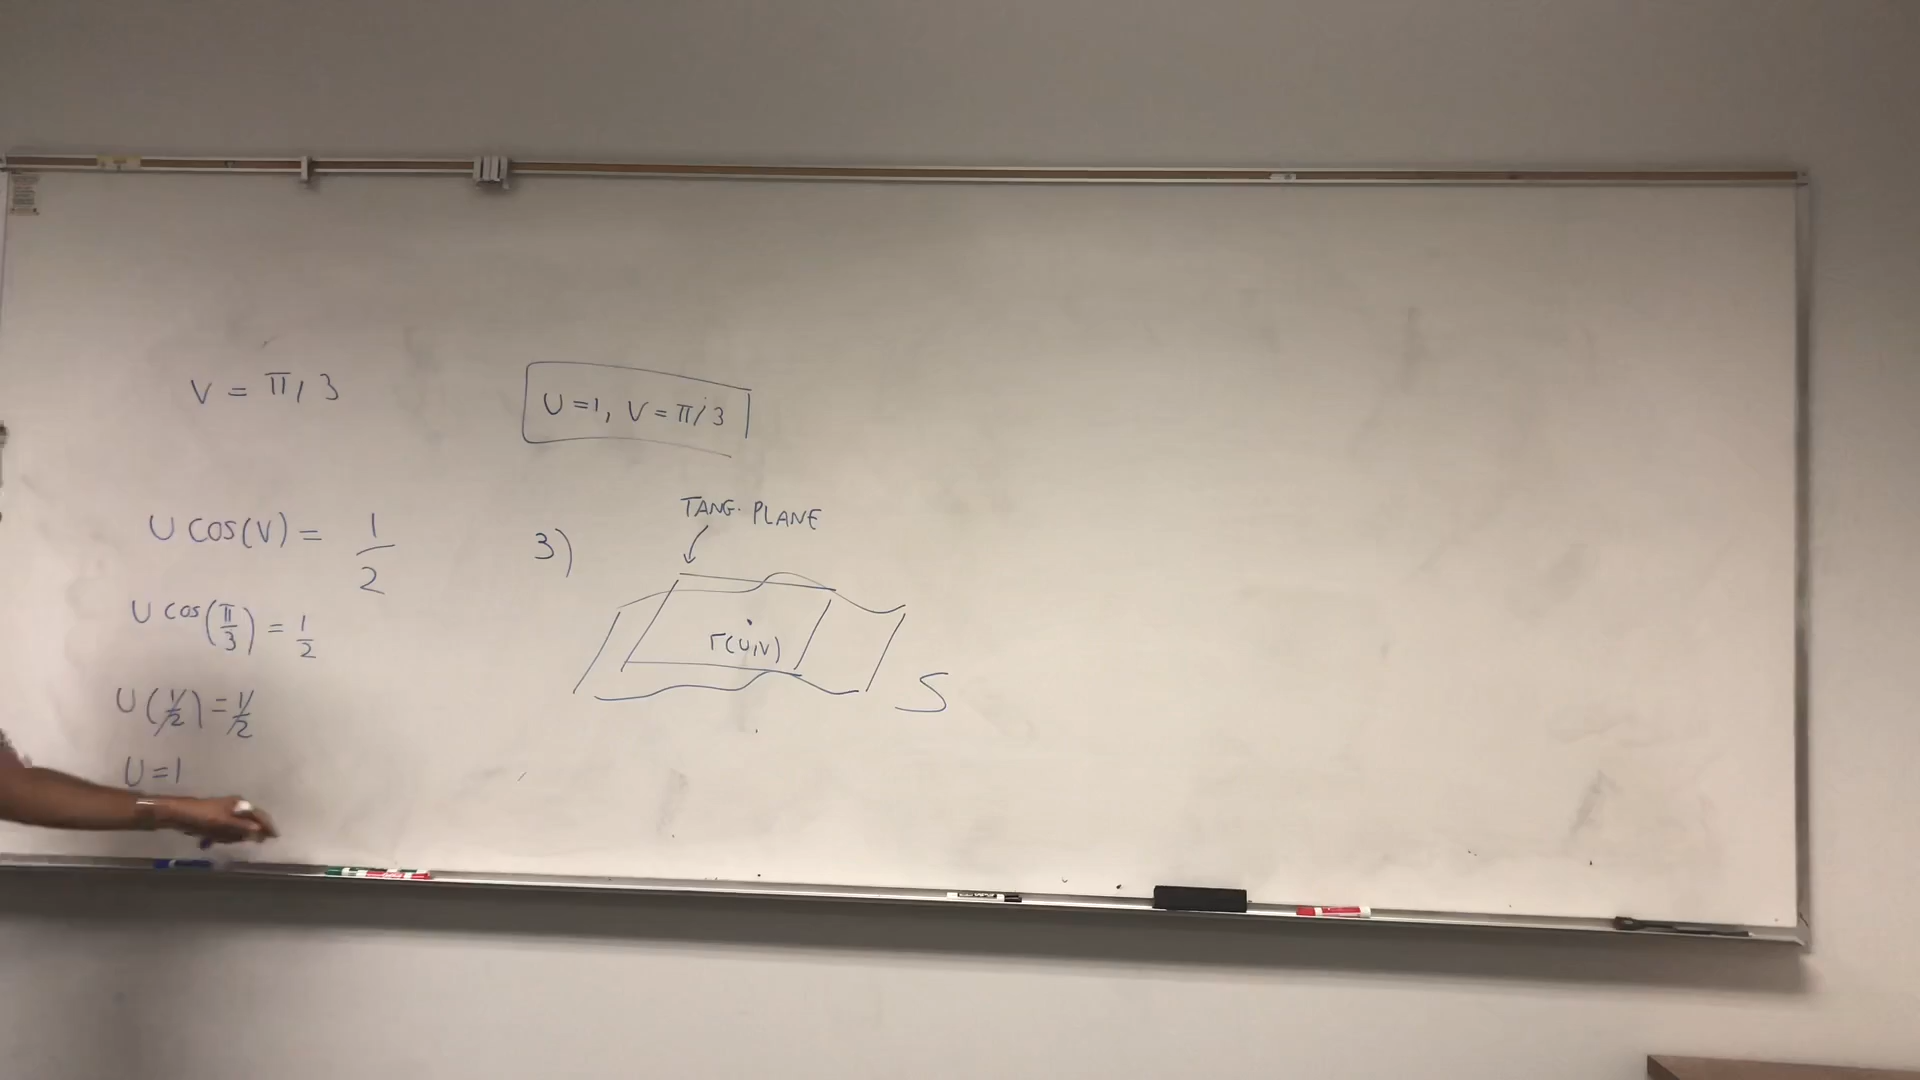 V = π/3
U COS(V) = 1/2
U COS(π/3) = 1/2
U(1/2) = 1/2
U=1
U=1, V=π/3
3)
TANG. PLANE
r(U,V)
S